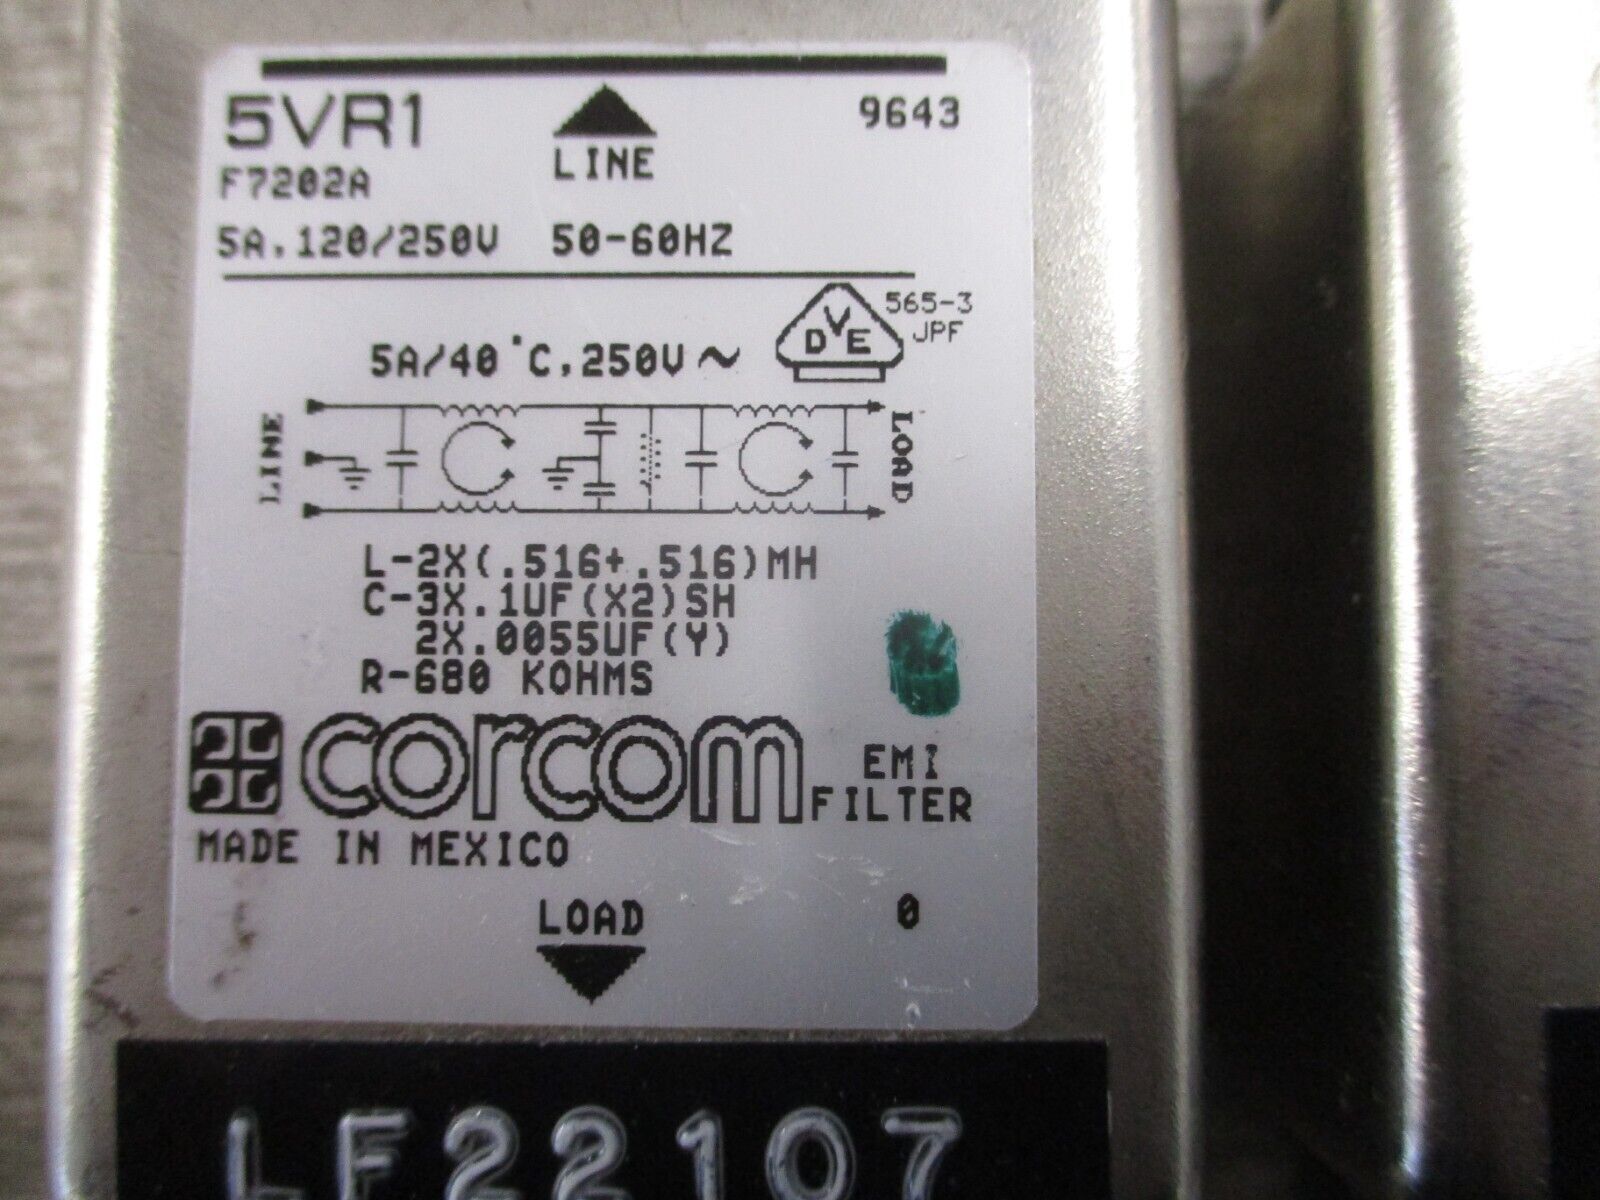 5VR1
LINE
9643
F7202A
5A.120/250V 50-60HZ
565-3
JPF
DVE
5A/40°C,250V~
LINE
LOAD
L-2X(.516+.516)MH
C-3X.1UF(X2)SH
2X.0055UF(Y)
R-680 KOHMS
corcom
EMI
FILTER
MADE IN MEXICO
LOAD
0
LF22107